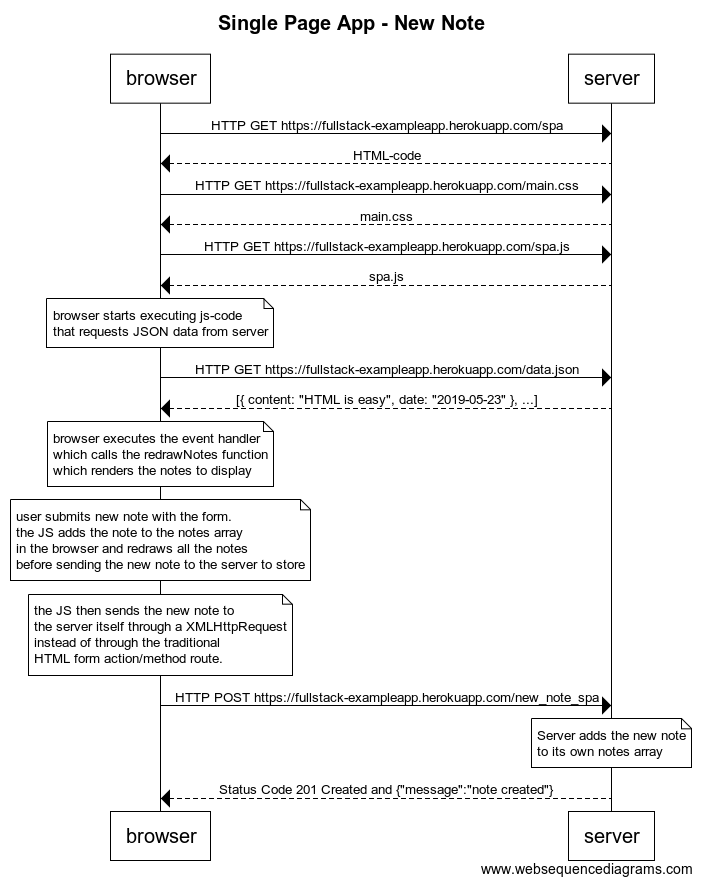 Single Page App - New Note
browser
server
HTTP GET https://fullstack-exampleapp.herokuapp.com/spa
HTML-code
HTTP GET https://fullstack-exampleapp.herokuapp.com/main.css
main.css
HTTP GET https://fullstack-exampleapp.herokuapp.com/spa.js
spa.js
browser starts executing js-code
that requests JSON data from server
HTTP GET https://fullstack-exampleapp.herokuapp.com/data.json
[{ content: "HTML is easy", date: "2019-05-23" }, ...]
browser executes the event handler
which calls the redrawNotes function
which renders the notes to display
user submits new note with the form.
the JS adds the note to the notes array
in the browser and redraws all the notes
before sending the new note to the server to store
the JS then sends the new note to
the server itself through a XMLHttpRequest
instead of through the traditional
HTML form action/method route.
HTTP POST https://fullstack-exampleapp.herokuapp.com/new_note_spa
Server adds the new note
to its own notes array
Status Code 201 Created and {"message":"note created"}
browser
server
www.websequencediagrams.com